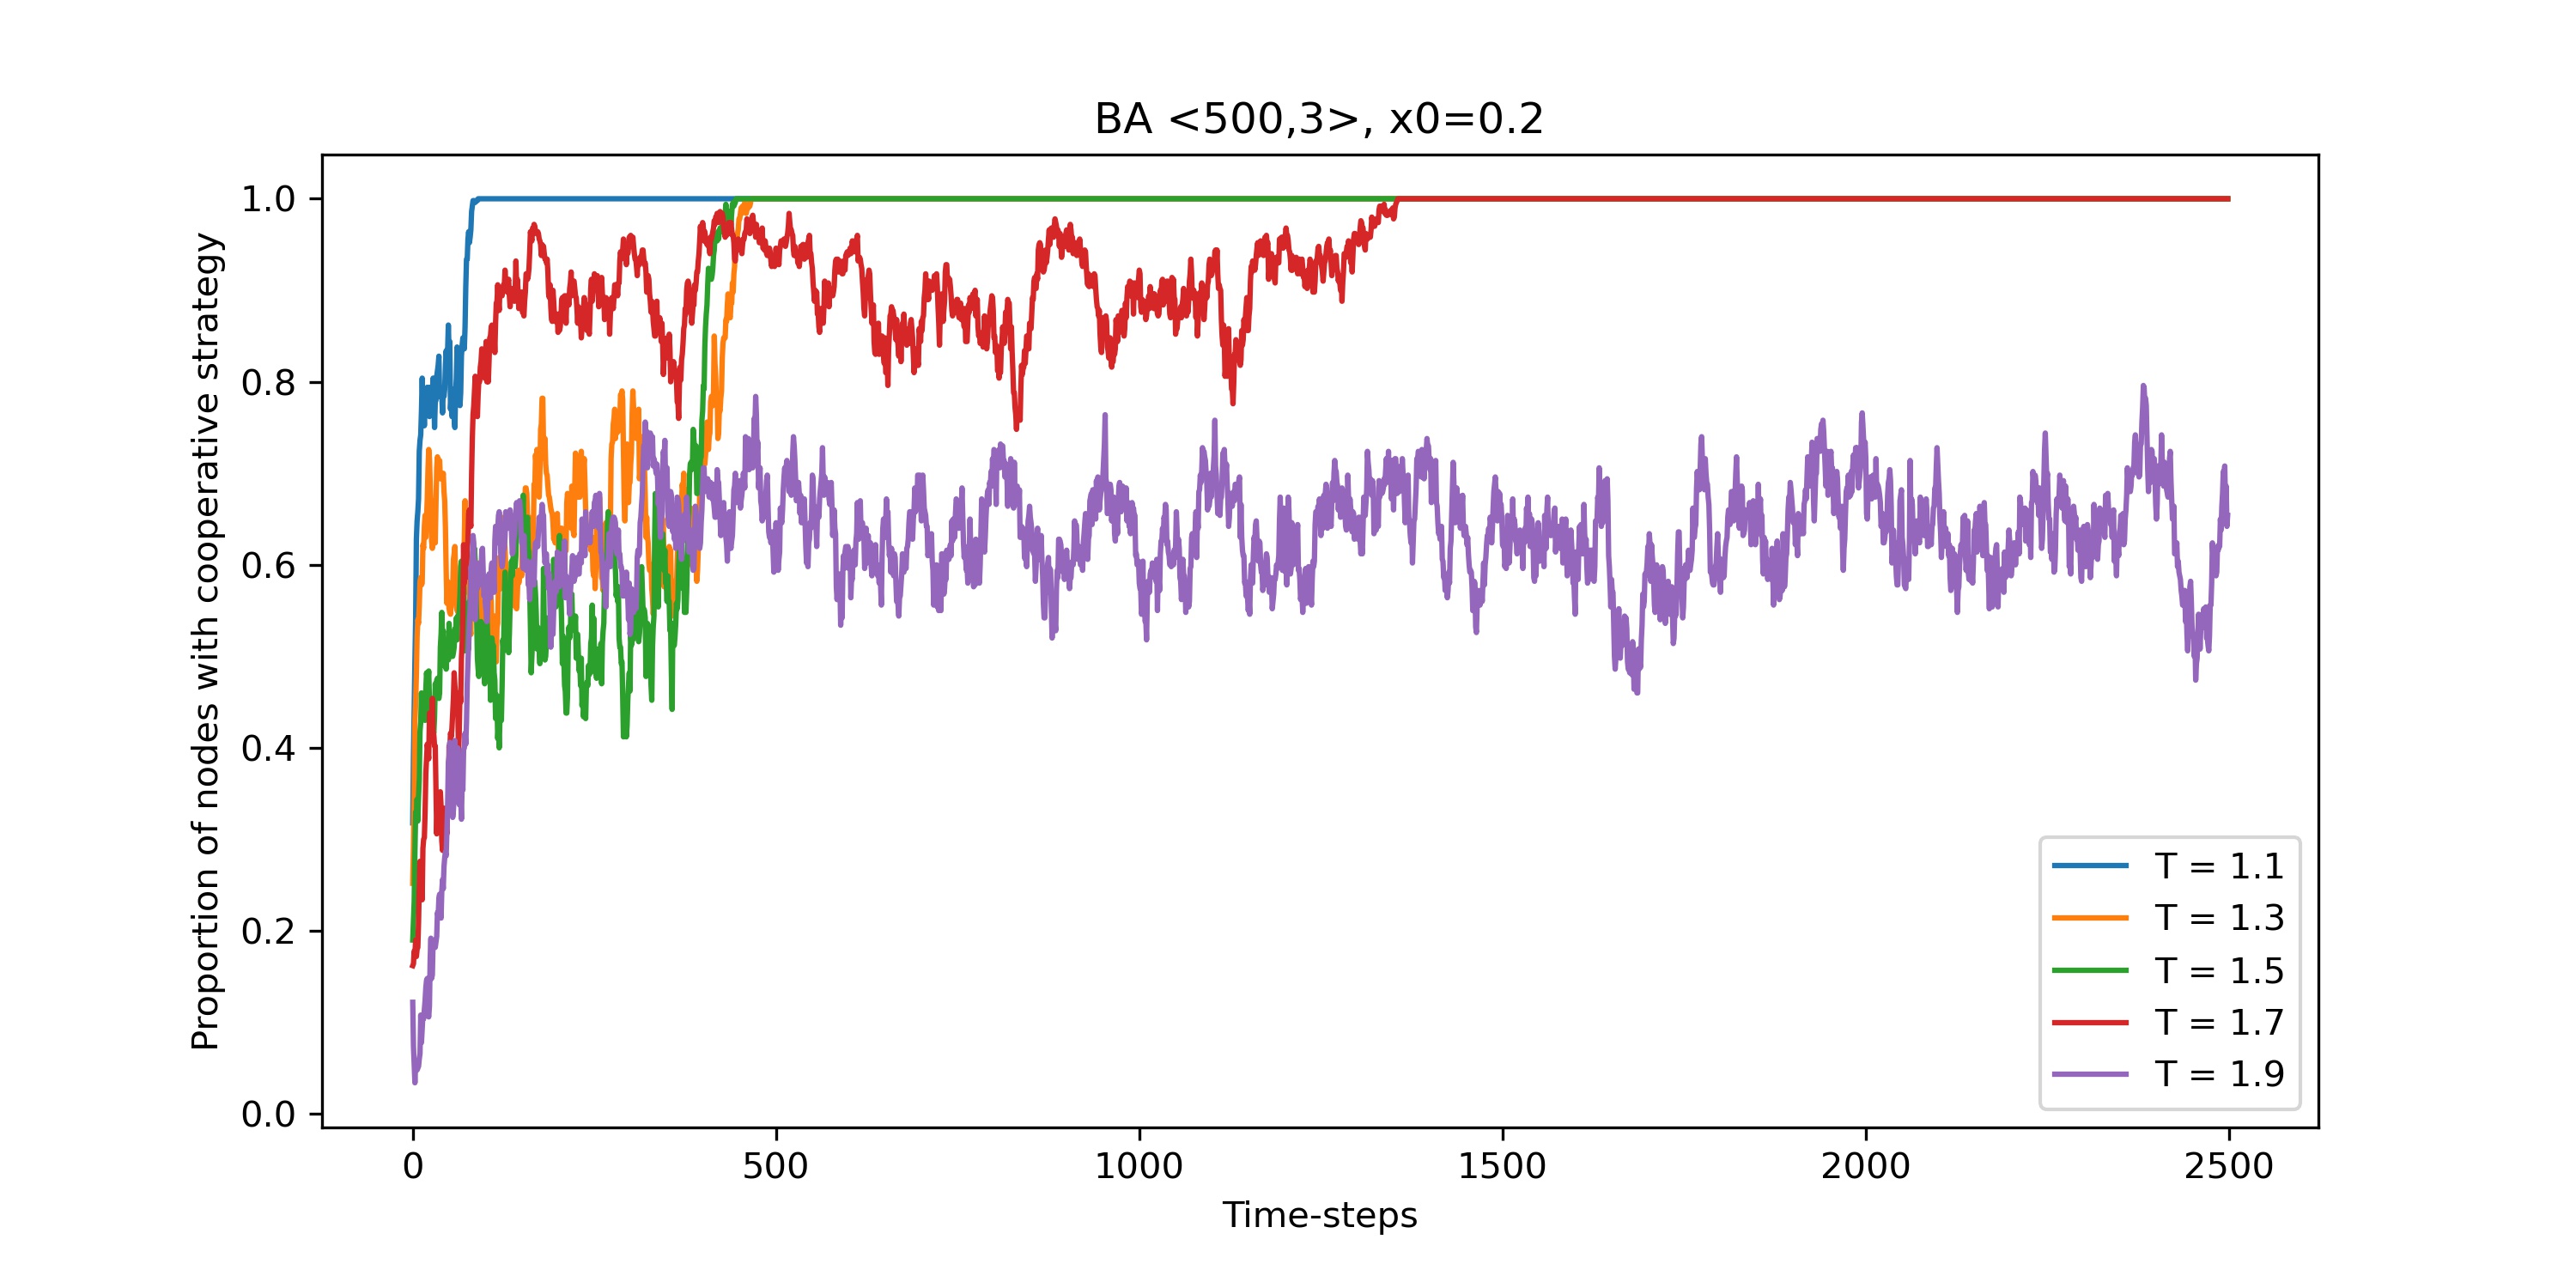 BA <500,3>, x0=0.2
Proportion of nodes with cooperative strategy
1.0
0.8
0.6
0.4
0.2
0.0
T = 1.1
T = 1.3
T = 1.5
T = 1.7
T = 1.9
0 500 1000 1500 2000 2500
Time-steps